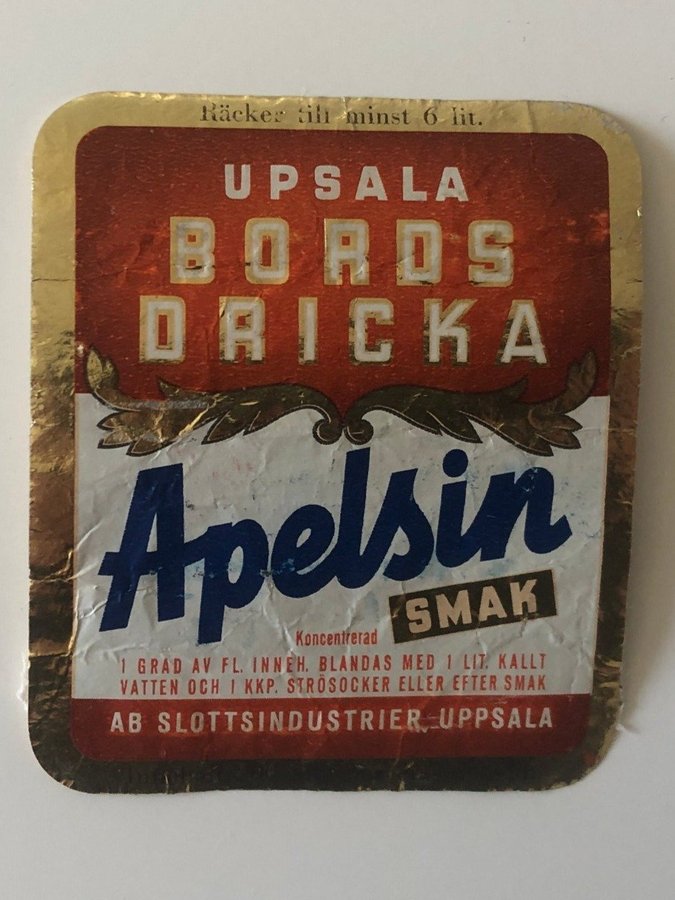 Räcker till minst 6 lit.
UPSALA
BORDS
DRICKA
Apelsin
SMAK
Koncentrerad
1 GRAD AV FL. INNEH. BLANDAS MED 1 LIT. KALLT
VATTEN OCH 1 KKP. STRÖSOCKER ELLER EFTER SMAK
AB SLOTTSINDUSTRIER UPPSALA